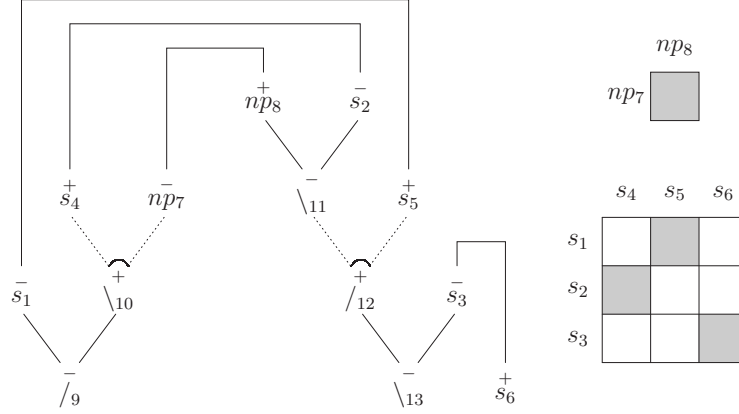 + −
np₈ s₂ np₈
np₇
+ − − +
s₄ np₇ \₁₁ s₅ s₄ s₅ s₆
s₁
− + + −
s₁ \₁₀ /₁₂ s₃ s₂
s₃
− − +
/₉ \₁₃ s₆